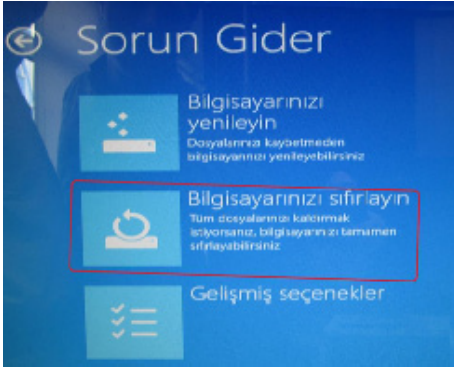 Sorun Gider
Bilgisayarınızı
yenileyin
Dosyalarınızı kaybetmeden
bilgisayarınızı yenileyebilirsiniz
Bilgisayarınızı sıfırlayın
Tüm dosyalarınızı kaldırmak
istiyorsanız, bilgisayarınızı tamamen
sıfırlayabilirsiniz
Gelişmiş seçenekler